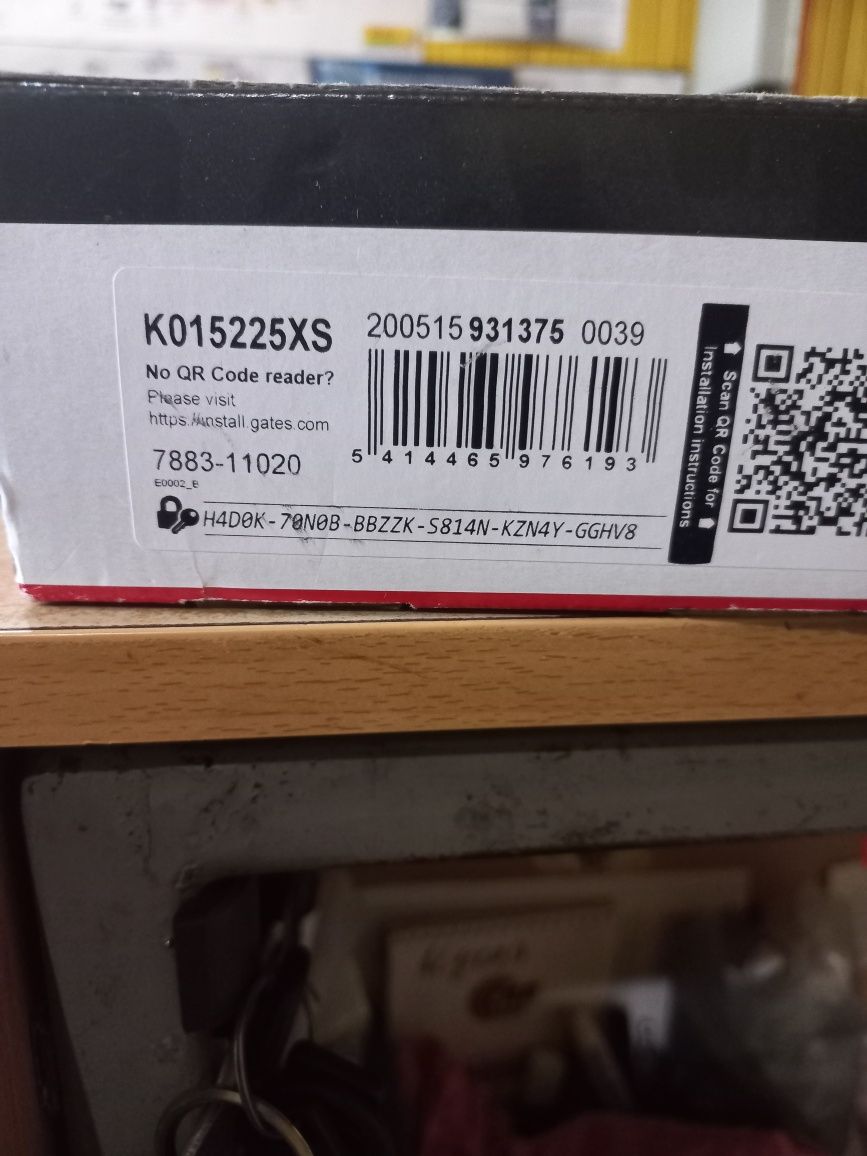 K015225XS
200515 931375 0039
No QR Code reader?
Please visit
https://install.gates.com
5 414465 976193
7883-11020
E0002_E
H4D0K-70N0B-BBZZK-S814N-KZN4Y-GGHV8
Scan QR Code for
installation instructions